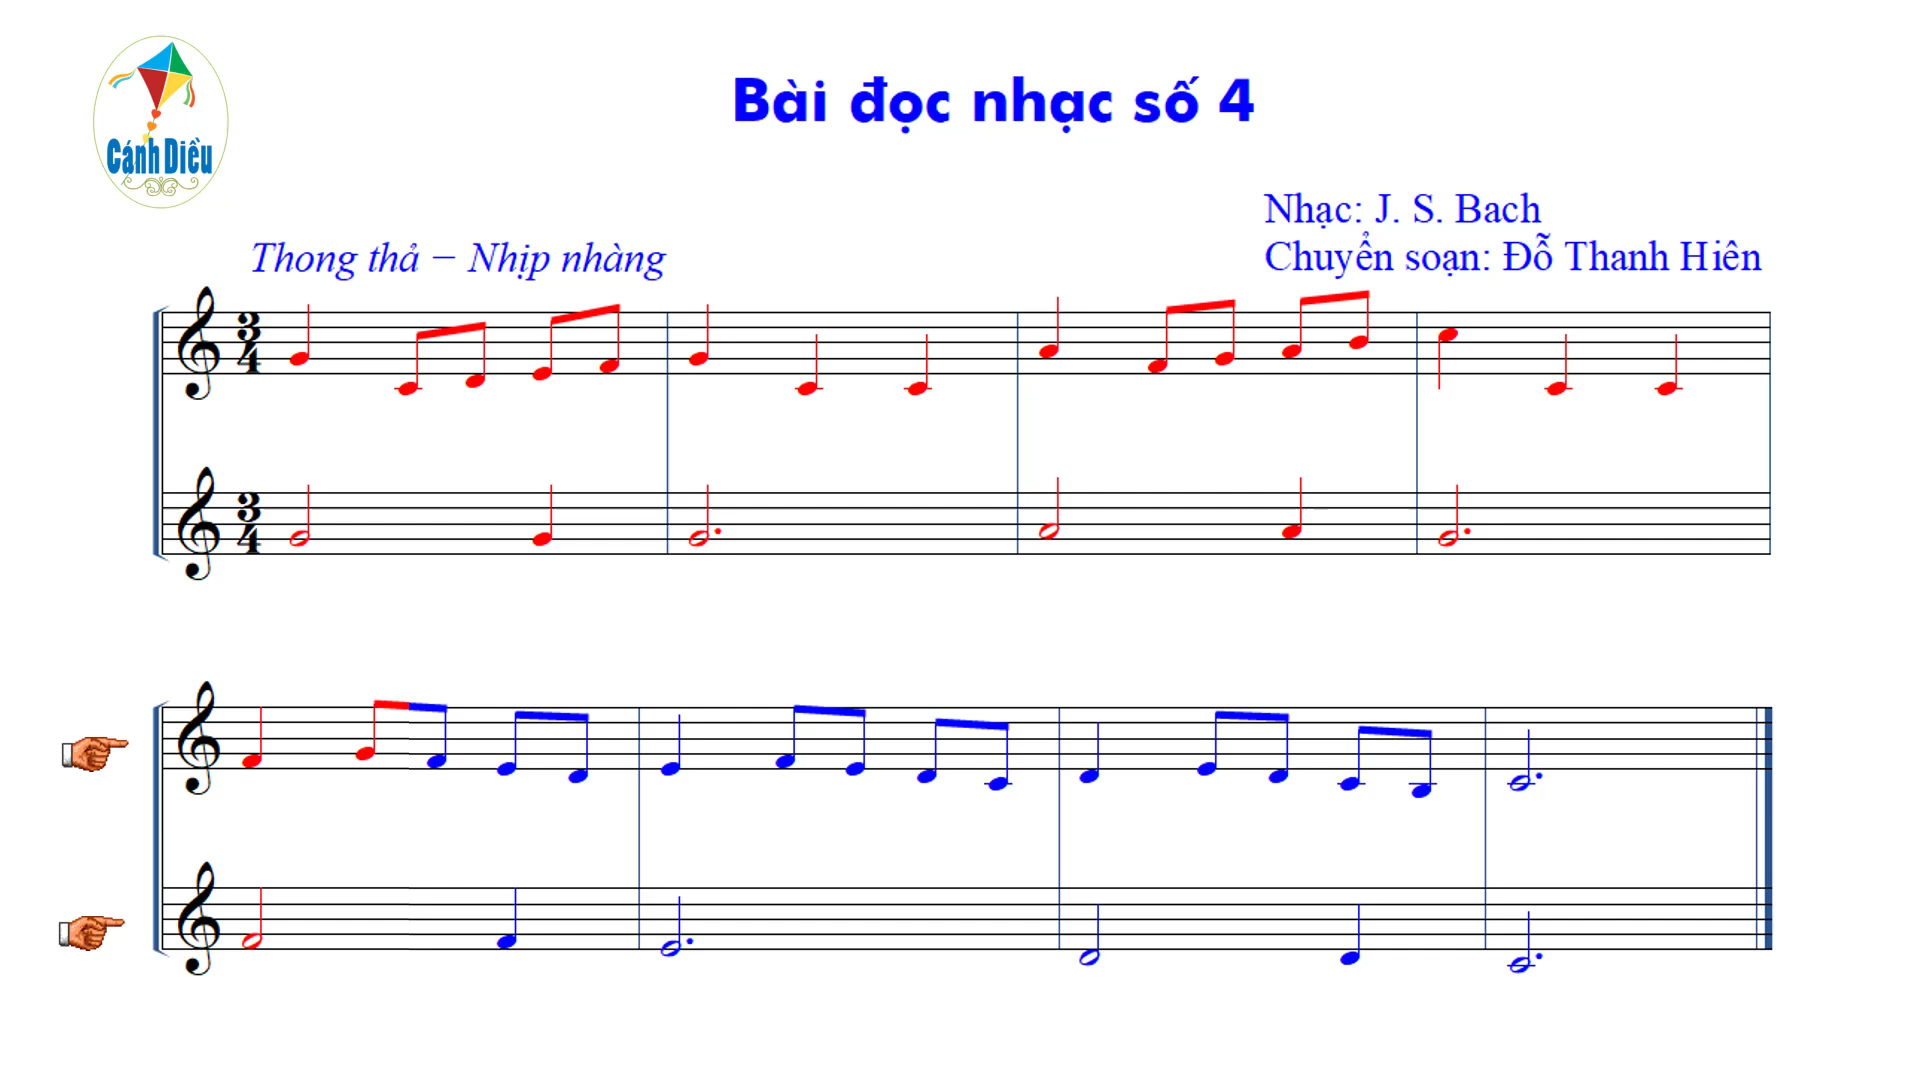 Cánh Diều
Bài đọc nhạc số 4
Nhạc: J. S. Bach
Thong thả – Nhịp nhàng
Chuyển soạn: Đỗ Thanh Hiên
3
4
3
4